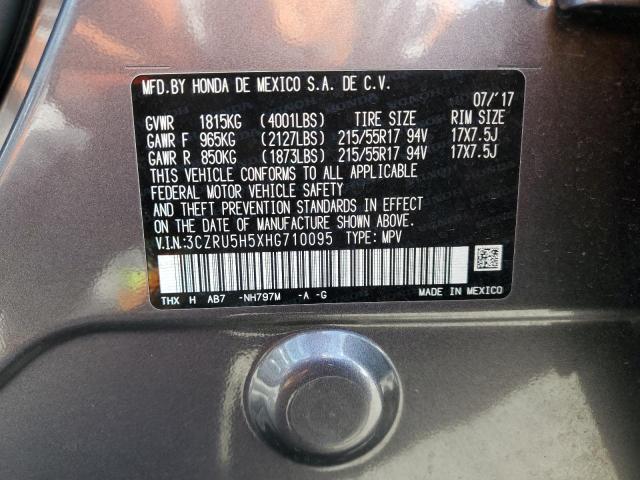 MFD.BY HONDA DE MEXICO S.A. DE C.V.
07/'17
GVWR 1815KG (4001LBS) TIRE SIZE RIM SIZE
GAWR F 965KG (2127LBS) 215/55R17 94V 17X7.5J
GAWR R 850KG (1873LBS) 215/55R17 94V 17X7.5J
THIS VEHICLE CONFORMS TO ALL APPLICABLE
FEDERAL MOTOR VEHICLE SAFETY
AND THEFT PREVENTION STANDARDS IN EFFECT
ON THE DATE OF MANUFACTURE SHOWN ABOVE.
V.I.N:3CZRU5H5XHG710095 TYPE: MPV
THX H AB7 -NH797M -A -G MADE IN MEXICO